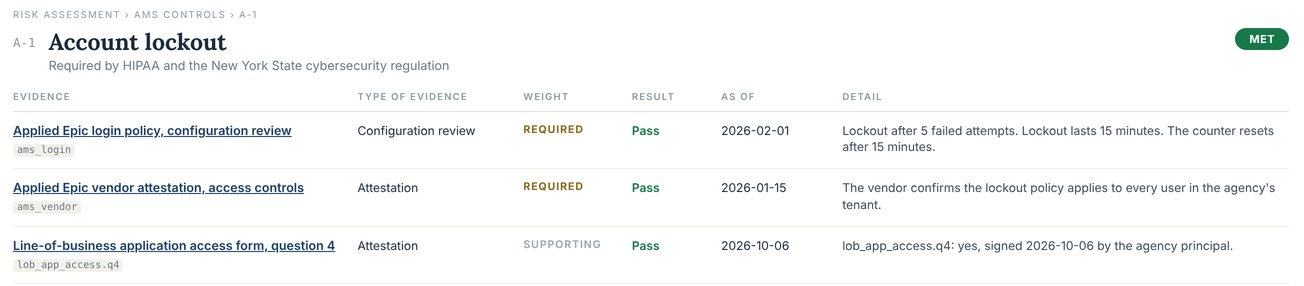 RISK ASSESSMENT › AMS CONTROLS › A-1
A-1 Account lockout
MET
Required by HIPAA and the New York State cybersecurity regulation
EVIDENCE TYPE OF EVIDENCE WEIGHT RESULT AS OF DETAIL
Applied Epic login policy, configuration review Configuration review REQUIRED Pass 2026-02-01 Lockout after 5 failed attempts. Lockout lasts 15 minutes. The counter resets
after 15 minutes.
ams_login
Applied Epic vendor attestation, access controls Attestation REQUIRED Pass 2026-01-15 The vendor confirms the lockout policy applies to every user in the agency's
tenant.
ams_vendor
Line-of-business application access form, question 4 Attestation SUPPORTING Pass 2026-10-06 lob_app_access.q4: yes, signed 2026-10-06 by the agency principal.
lob_app_access.q4